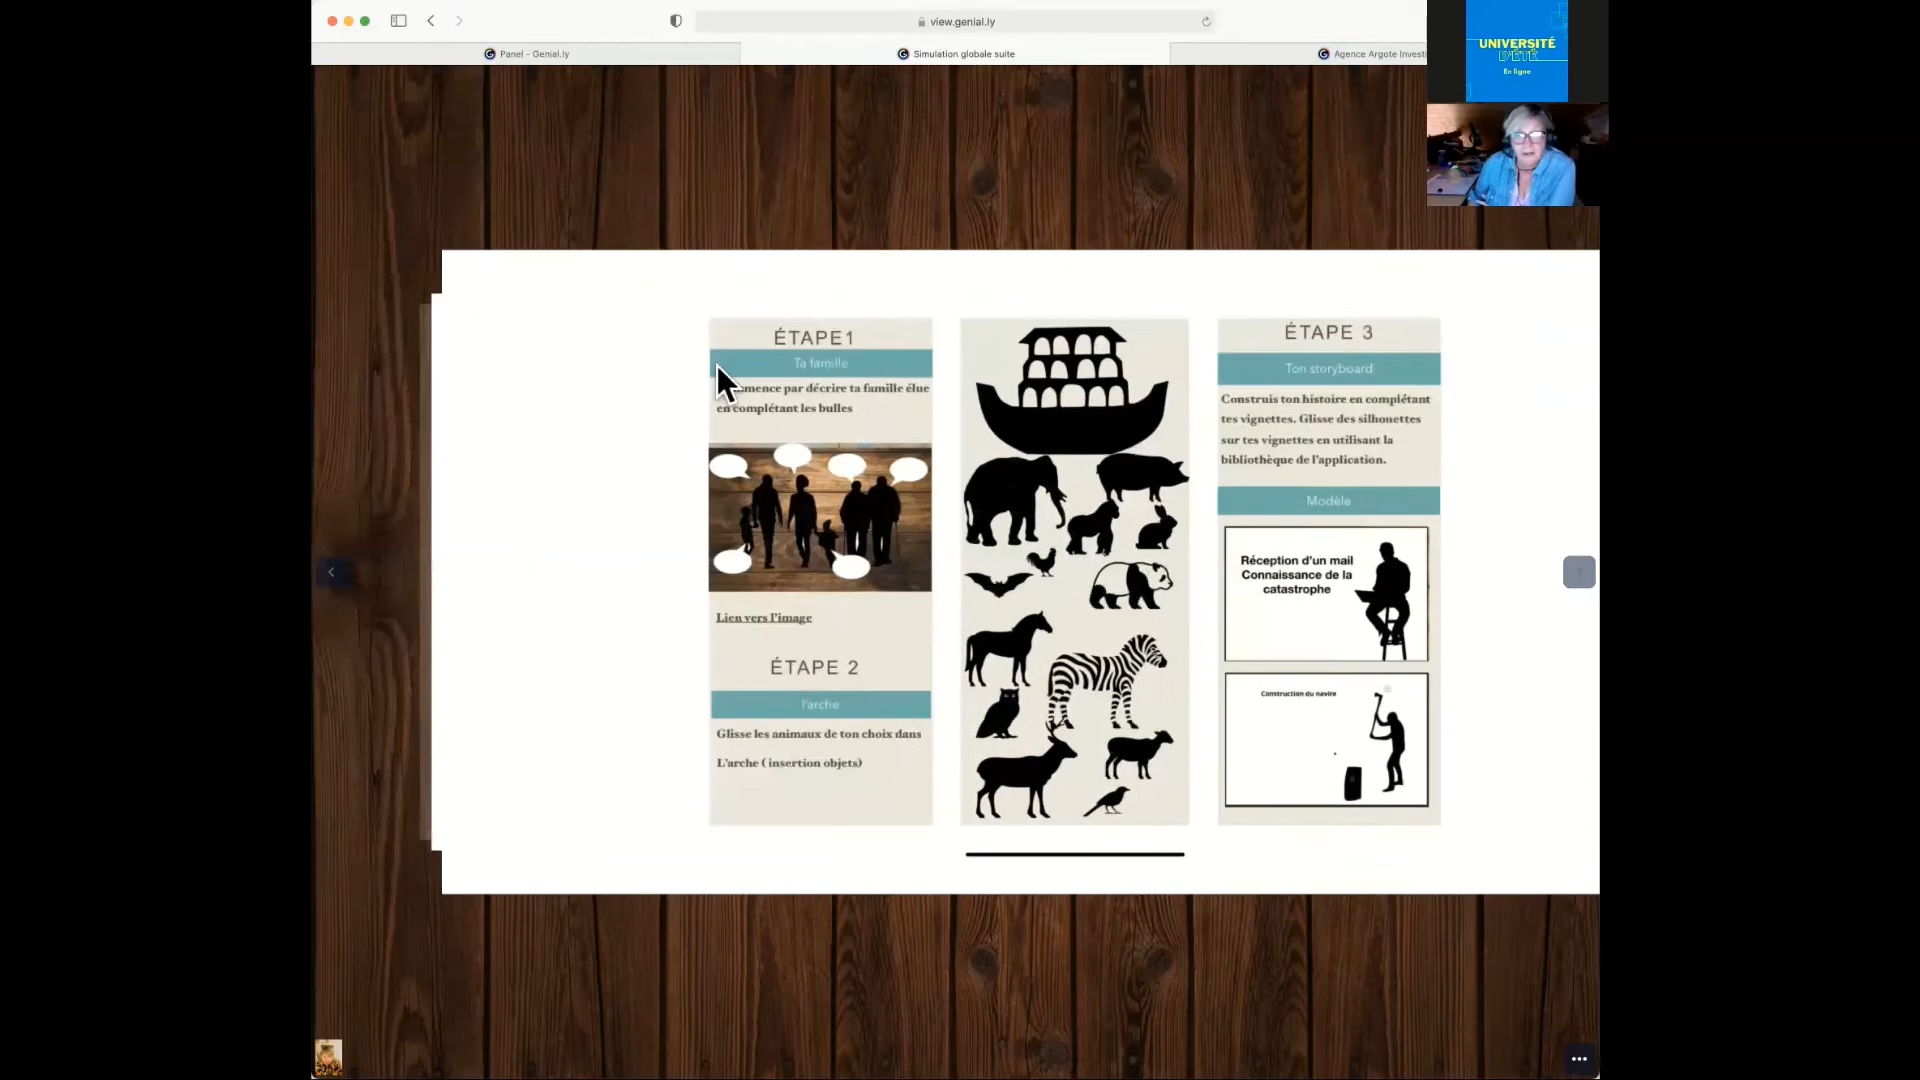 view.genial.ly
Panel - Genial.ly
Simulation globale suite
Agence Argote Investi
UNIVERSITÉ
D'ÉTÉ
En ligne
ÉTAPE1
Ta famille
par décrire ta famille élue
en complétant les bulles
Lien vers l'image
ÉTAPE 2
l'arche
Glisse les animaux de ton choix dans
L'arche ( insertion objets)
ÉTAPE 3
Ton storyboard
Construis ton histoire en complétant
tes vignettes. Glisse des silhouettes
sur tes vignettes en utilisant la
bibliothèque de l'application.
Modèle
Réception d'un mail
Connaissance de la
catastrophe
Construction du navire